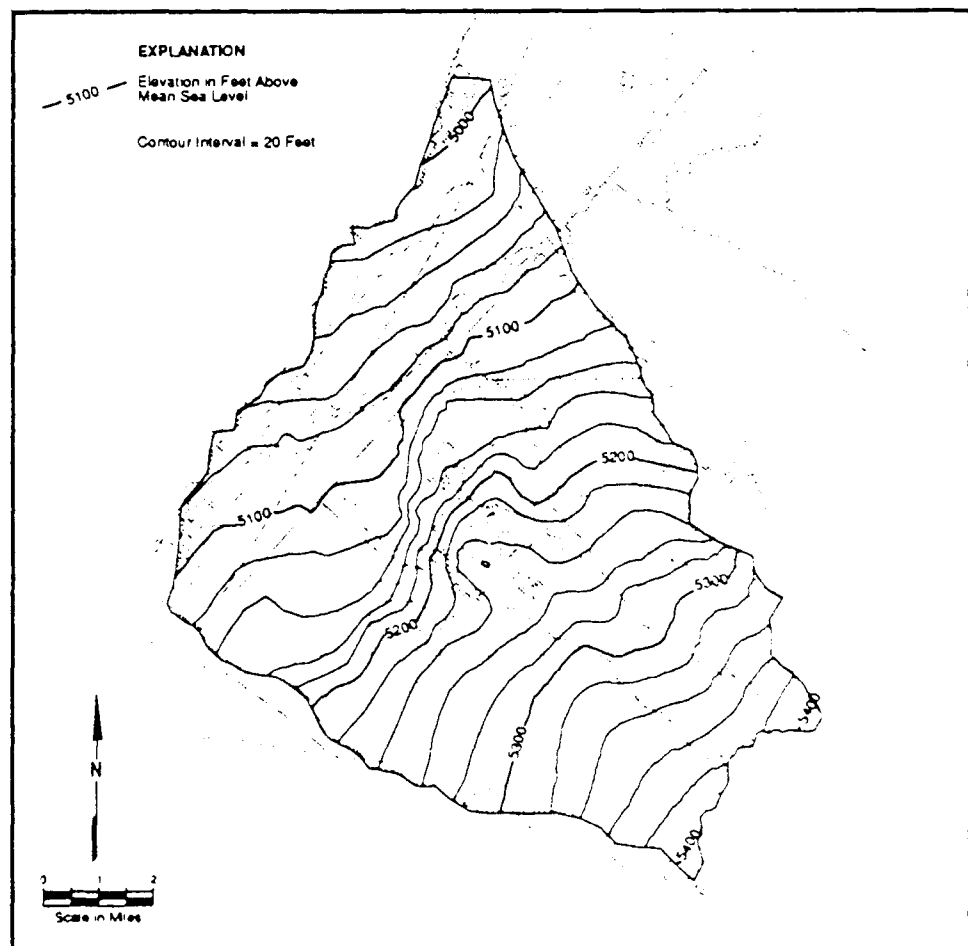 EXPLANATION
5100
Elevation in Feet Above
Mean Sea Level
Contour Interval = 20 Feet
5000
5100
5200
5100
5300
5200
5400
5300
5400
N
0 1 2
Scale in Miles